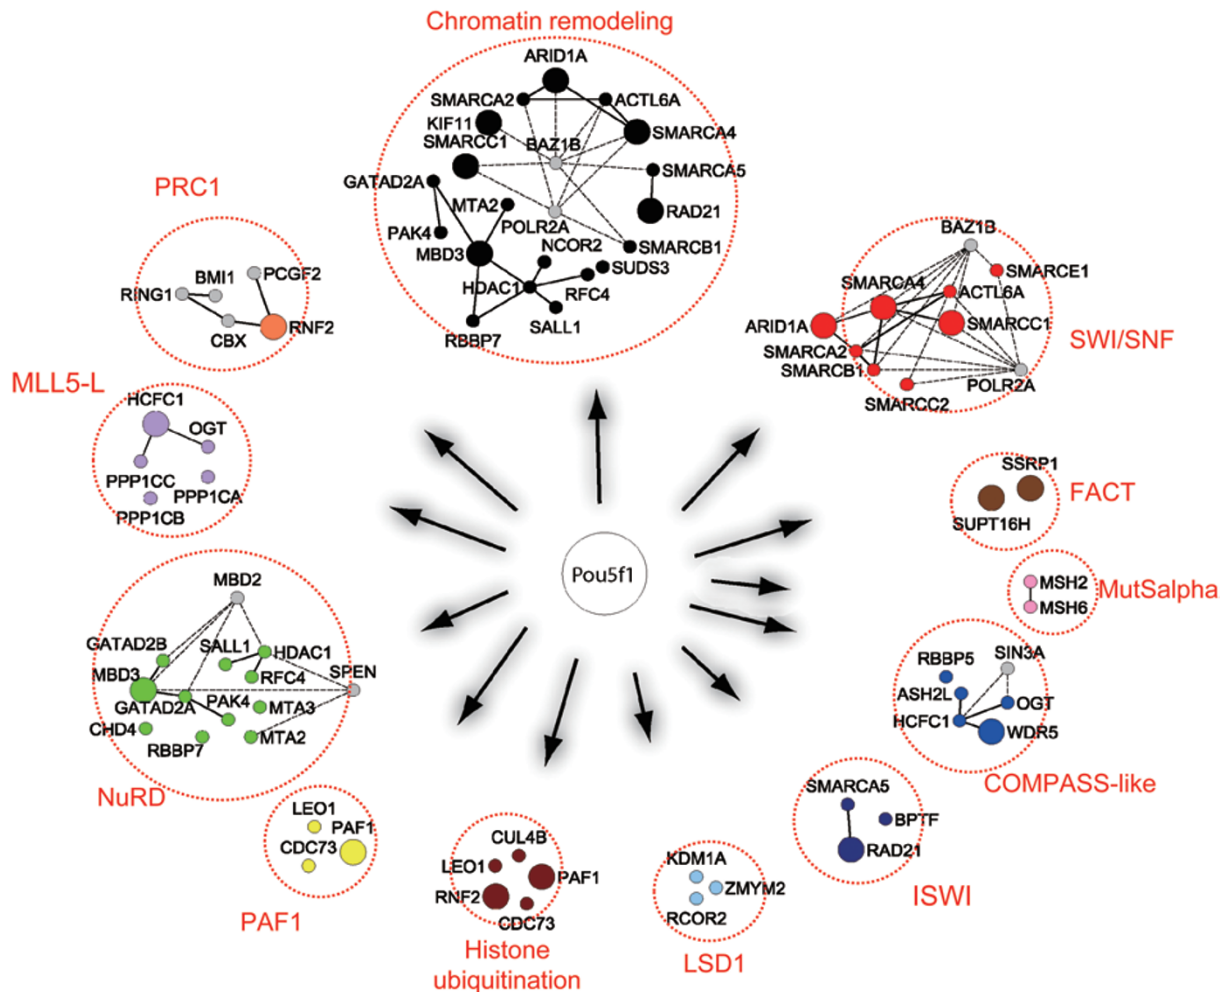 Chromatin remodeling
ARID1A
SMARCA2
ACTL6A
KIF11
SMARCA4
SMARCC1
BAZ1B
SMARCA5
GATAD2A
MTA2
RAD21
POLR2A
PAK4
NCOR2
SMARCB1
MBD3
SUDS3
HDAC1
RFC4
SALL1
RBBP7
PRC1
BMI1
PCGF2
RING1
CBX
RNF2
BAZ1B
SMARCE1
SMARCA4
ACTL6A
SMARCC1
ARID1A
SMARCA2
SMARCB1
POLR2A
SMARCC2
SWI/SNF
MLL5-L
HCFC1
OGT
PPP1CC
PPP1CA
PPP1CB
SSRP1
SUPT16H
FACT
Pou5f1
MSH2
MSH6
MutSalpha
MBD2
GATAD2B
SALL1
HDAC1
MBD3
RFC4
SPEN
GATAD2A
PAK4
MTA3
CHD4
RBBP7
MTA2
NuRD
RBBP5
SIN3A
ASH2L
OGT
HCFC1
WDR5
COMPASS-like
LEO1
PAF1
CDC73
PAF1
CUL4B
LEO1
PAF1
RNF2
CDC73
Histone
ubiquitination
KDM1A
ZMYM2
RCOR2
LSD1
SMARCA5
BPTF
RAD21
ISWI